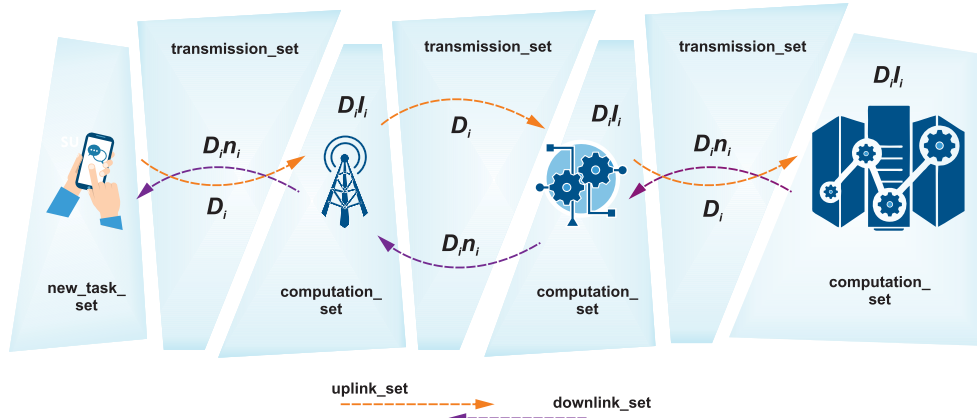 transmission_set
transmission_set
transmission_set
DᵢIᵢ
DᵢIᵢ
DᵢIᵢ
Dᵢ
Dᵢnᵢ
Dᵢnᵢ
Dᵢ
Dᵢ
Dᵢnᵢ
new_task_
set
computation_
set
computation_
set
computation_
set
uplink_set
downlink_set